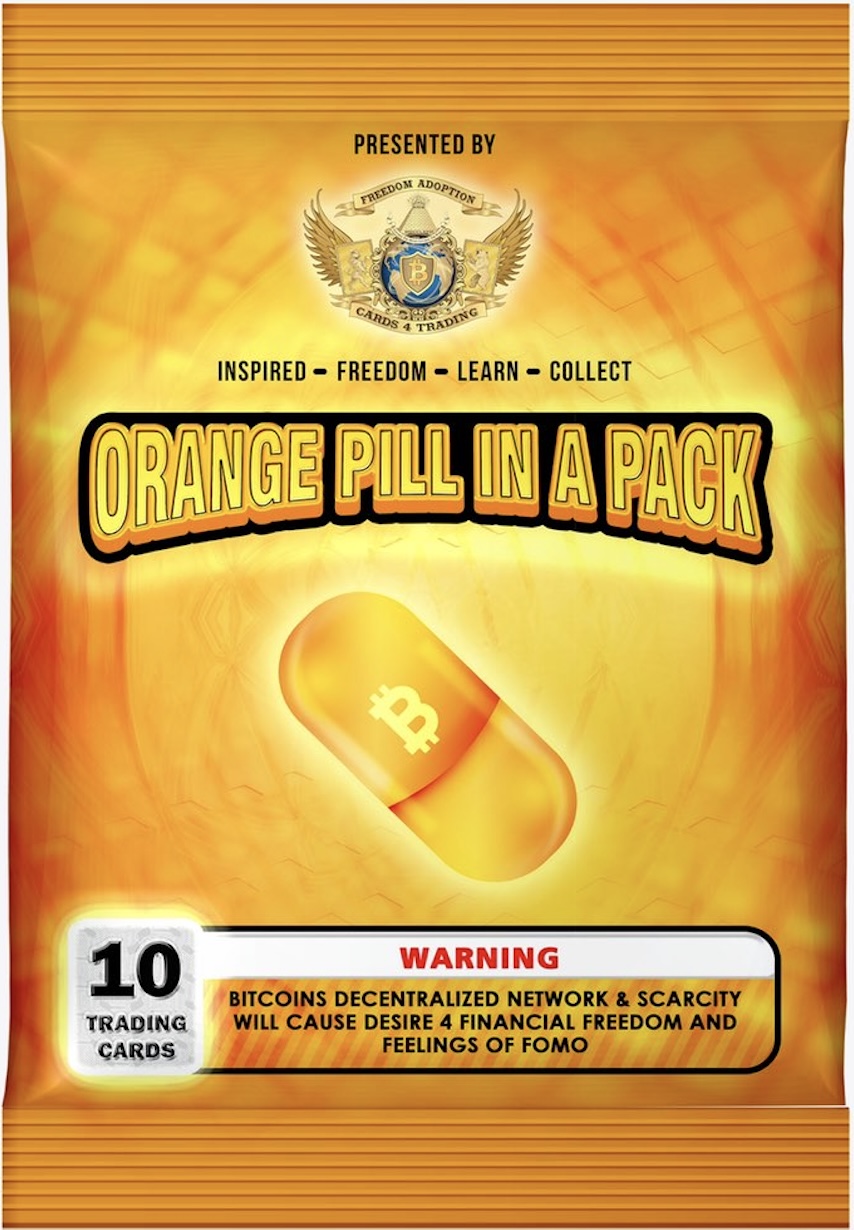 PRESENTED BY
FREEDOM ADOPTION
CARDS 4 TRADING
INSPIRED – FREEDOM – LEARN – COLLECT
ORANGE PILL IN A PACK
10
TRADING
CARDS
WARNING
BITCOINS DECENTRALIZED NETWORK & SCARCITY
WILL CAUSE DESIRE 4 FINANCIAL FREEDOM AND
FEELINGS OF FOMO